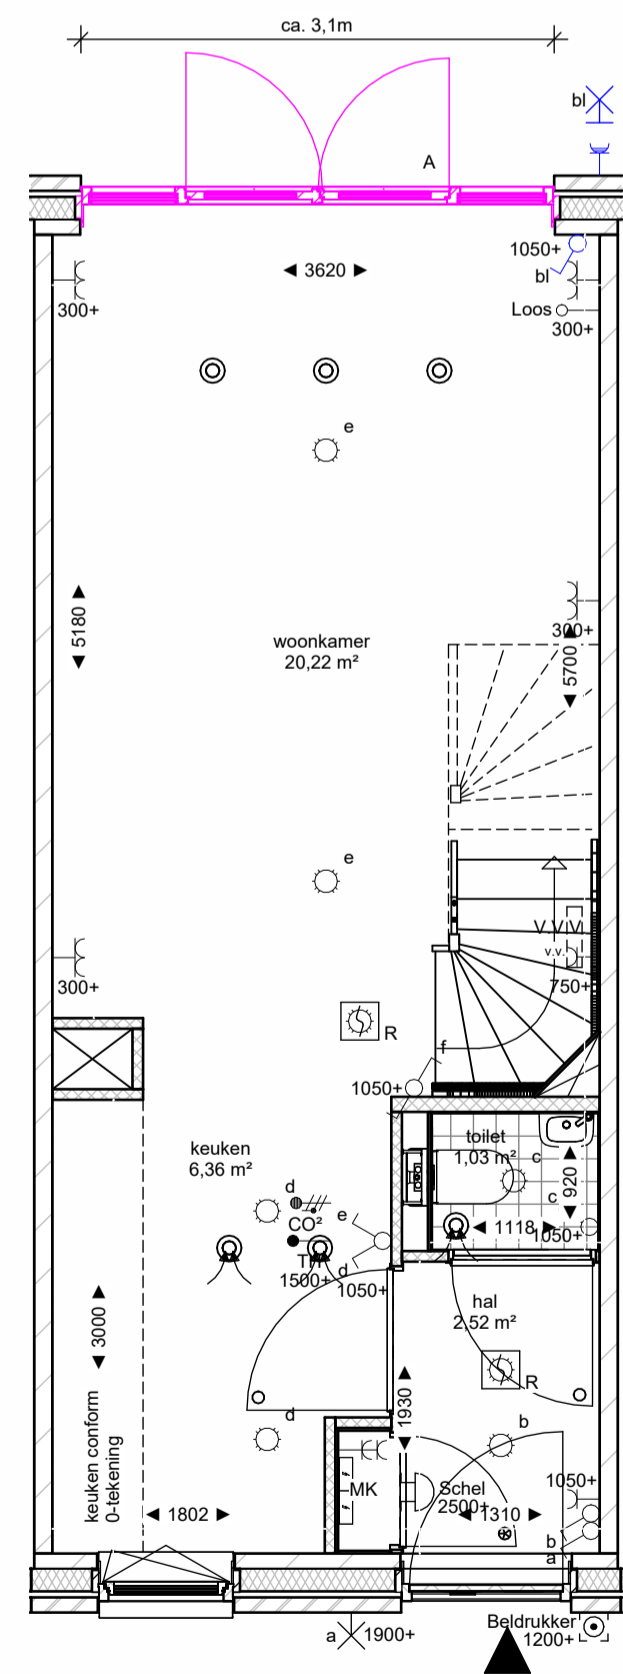 ca. 3,1m
bl
A
1050+
bl
3620
300+
Loos
300+
e
5180
woonkamer
20,22 m²
300+
5700
e
V.V.V
v.v.
300+
750+
R
f
1050+
keuken
6,36 m²
toilet
1,03 m²
c
920
d
c
CO²
e
1118
1050+
TH
1500+
d
1050+
3000
hal
2,52 m²
R
keuken conform
0-tekening
d
1930
b
MK
Schel
2500+
1050+
1802
1310
b
a
a
1900+
Beldrukker
1200+